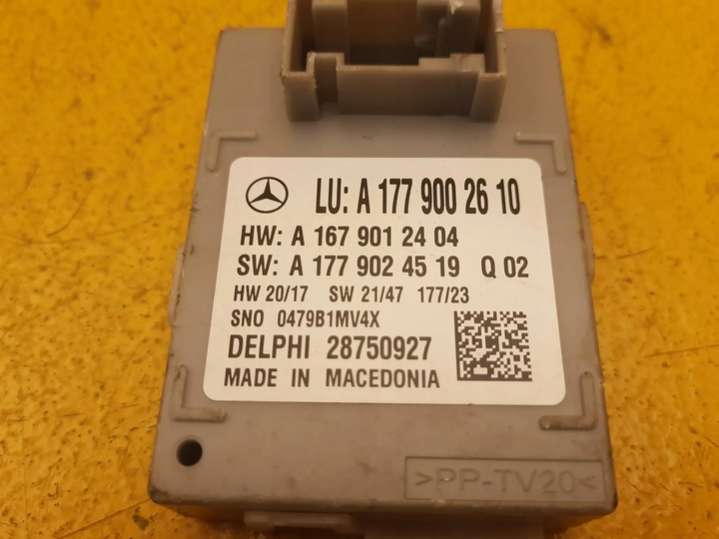 LU: A 177 900 26 10
HW: A 167 901 24 04
SW: A 177 902 45 19 Q 02
HW 20/17 SW 21/47 177/23
SNO 0479B1MV4X
DELPHI 28750927
MADE IN MACEDONIA
>PP-TV20<